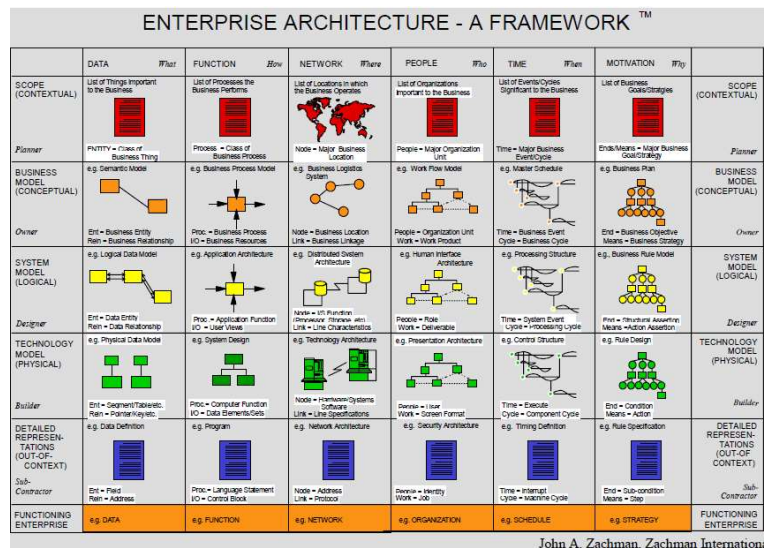 ENTERPRISE ARCHITECTURE - A FRAMEWORK ™
DATA What
FUNCTION How
NETWORK Where
PEOPLE Who
TIME When
MOTIVATION Why
SCOPE
(CONTEXTUAL)
Planner
List of Things Important
to the Business
ENTITY = Class of
Business Thing
List of Processes the
Business Performs
Process = Class of
Business Process
List of Locations in which
the Business Operates
Node = Major Business
Location
List of Organizations
Important to the Business
People = Major Organization
Unit
List of Events/Cycles
Significant to the Business
Time = Major Business
Event/Cycle
List of Business
Goals/Stratgies
Ends/Means = Major Business
Goal/Strategy
SCOPE
(CONTEXTUAL)
Planner
BUSINESS
MODEL
(CONCEPTUAL)
Owner
e.g. Semantic Model
Ent = Business Entity
Reln = Business Relationship
e.g. Business Process Model
Proc. = Business Process
I/O = Business Resources
e.g. Business Logistics
System
Node = Business Location
Link = Business Linkage
e.g. Work Flow Model
People = Organization Unit
Work = Work Product
e.g. Master Schedule
Time = Business Event
Cycle = Business Cycle
e.g. Business Plan
End = Business Objective
Means = Business Strategy
BUSINESS
MODEL
(CONCEPTUAL)
Owner
SYSTEM
MODEL
(LOGICAL)
Designer
e.g. Logical Data Model
Ent = Data Entity
Reln = Data Relationship
e.g. Application Architecture
Proc. = Application Function
I/O = User Views
e.g. Distributed System
Architecture
Node = I/S Function
(Processor, Storage, etc)
Link = Line Characteristics
e.g. Human Interface
Architecture
People = Role
Work = Deliverable
e.g. Processing Structure
Time = System Event
Cycle = Processing Cycle
e.g., Business Rule Model
End = Structural Assertion
Means =Action Assertion
SYSTEM
MODEL
(LOGICAL)
Designer
TECHNOLOGY
MODEL
(PHYSICAL)
Builder
e.g. Physical Data Model
Ent = Segment/Table/etc.
Reln = Pointer/Key/etc.
e.g. System Design
Proc.= Computer Function
I/O = Data Elements/Sets
e.g. Technology Architecture
Node = Hardware/Systems
Software
Link = Line Specifications
e.g. Presentation Architecture
People = User
Work = Screen Format
e.g. Control Structure
Time = Execute
Cycle = Component Cycle
e.g. Rule Design
End = Condition
Means = Action
TECHNOLOGY
MODEL
(PHYSICAL)
Builder
DETAILED
REPRESEN-
TATIONS
(OUT-OF-
CONTEXT)
Sub-
Contractor
e.g. Data Definition
Ent = Field
Reln = Address
e.g. Program
Proc.= Language Statement
I/O = Control Block
e.g. Network Architecture
Node = Address
Link = Protocol
e.g. Security Architecture
People = Identity
Work = Job
e.g. Timing Definition
Time = Interrupt
Cycle = Machine Cycle
e.g. Rule Specification
End = Sub-condition
Means = Step
DETAILED
REPRESEN-
TATIONS
(OUT-OF
CONTEXT)
Sub-
Contractor
FUNCTIONING
ENTERPRISE
e.g. DATA
e.g. FUNCTION
e.g. NETWORK
e.g. ORGANIZATION
e.g. SCHEDULE
e.g. STRATEGY
FUNCTIONING
ENTERPRISE
John A. Zachman, Zachman Internationa